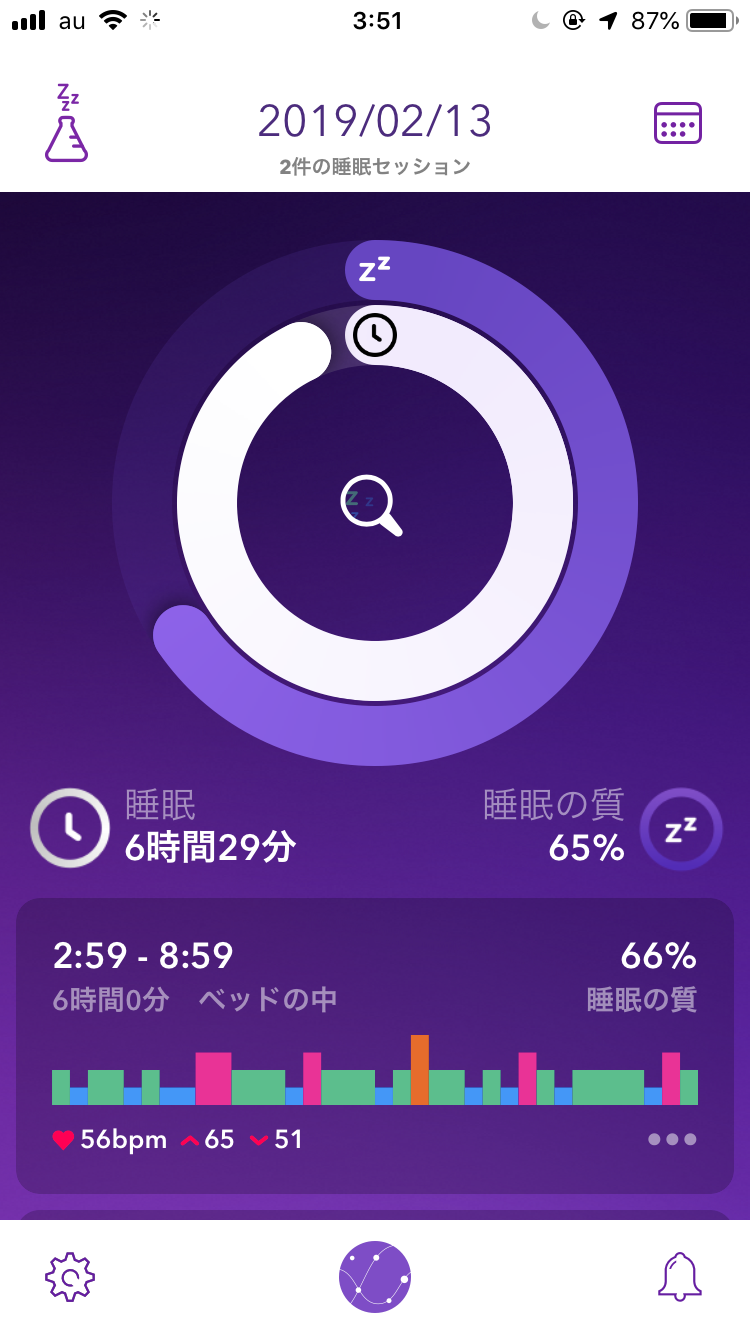 au 3:51 87%
zzz
2019/02/13
2件の睡眠セッション
zz
z z z
睡眠
6時間29分
睡眠の質
65%
zz
2:59 - 8:59 66%
6時間0分 ベッドの中 睡眠の質
56bpm 65 51